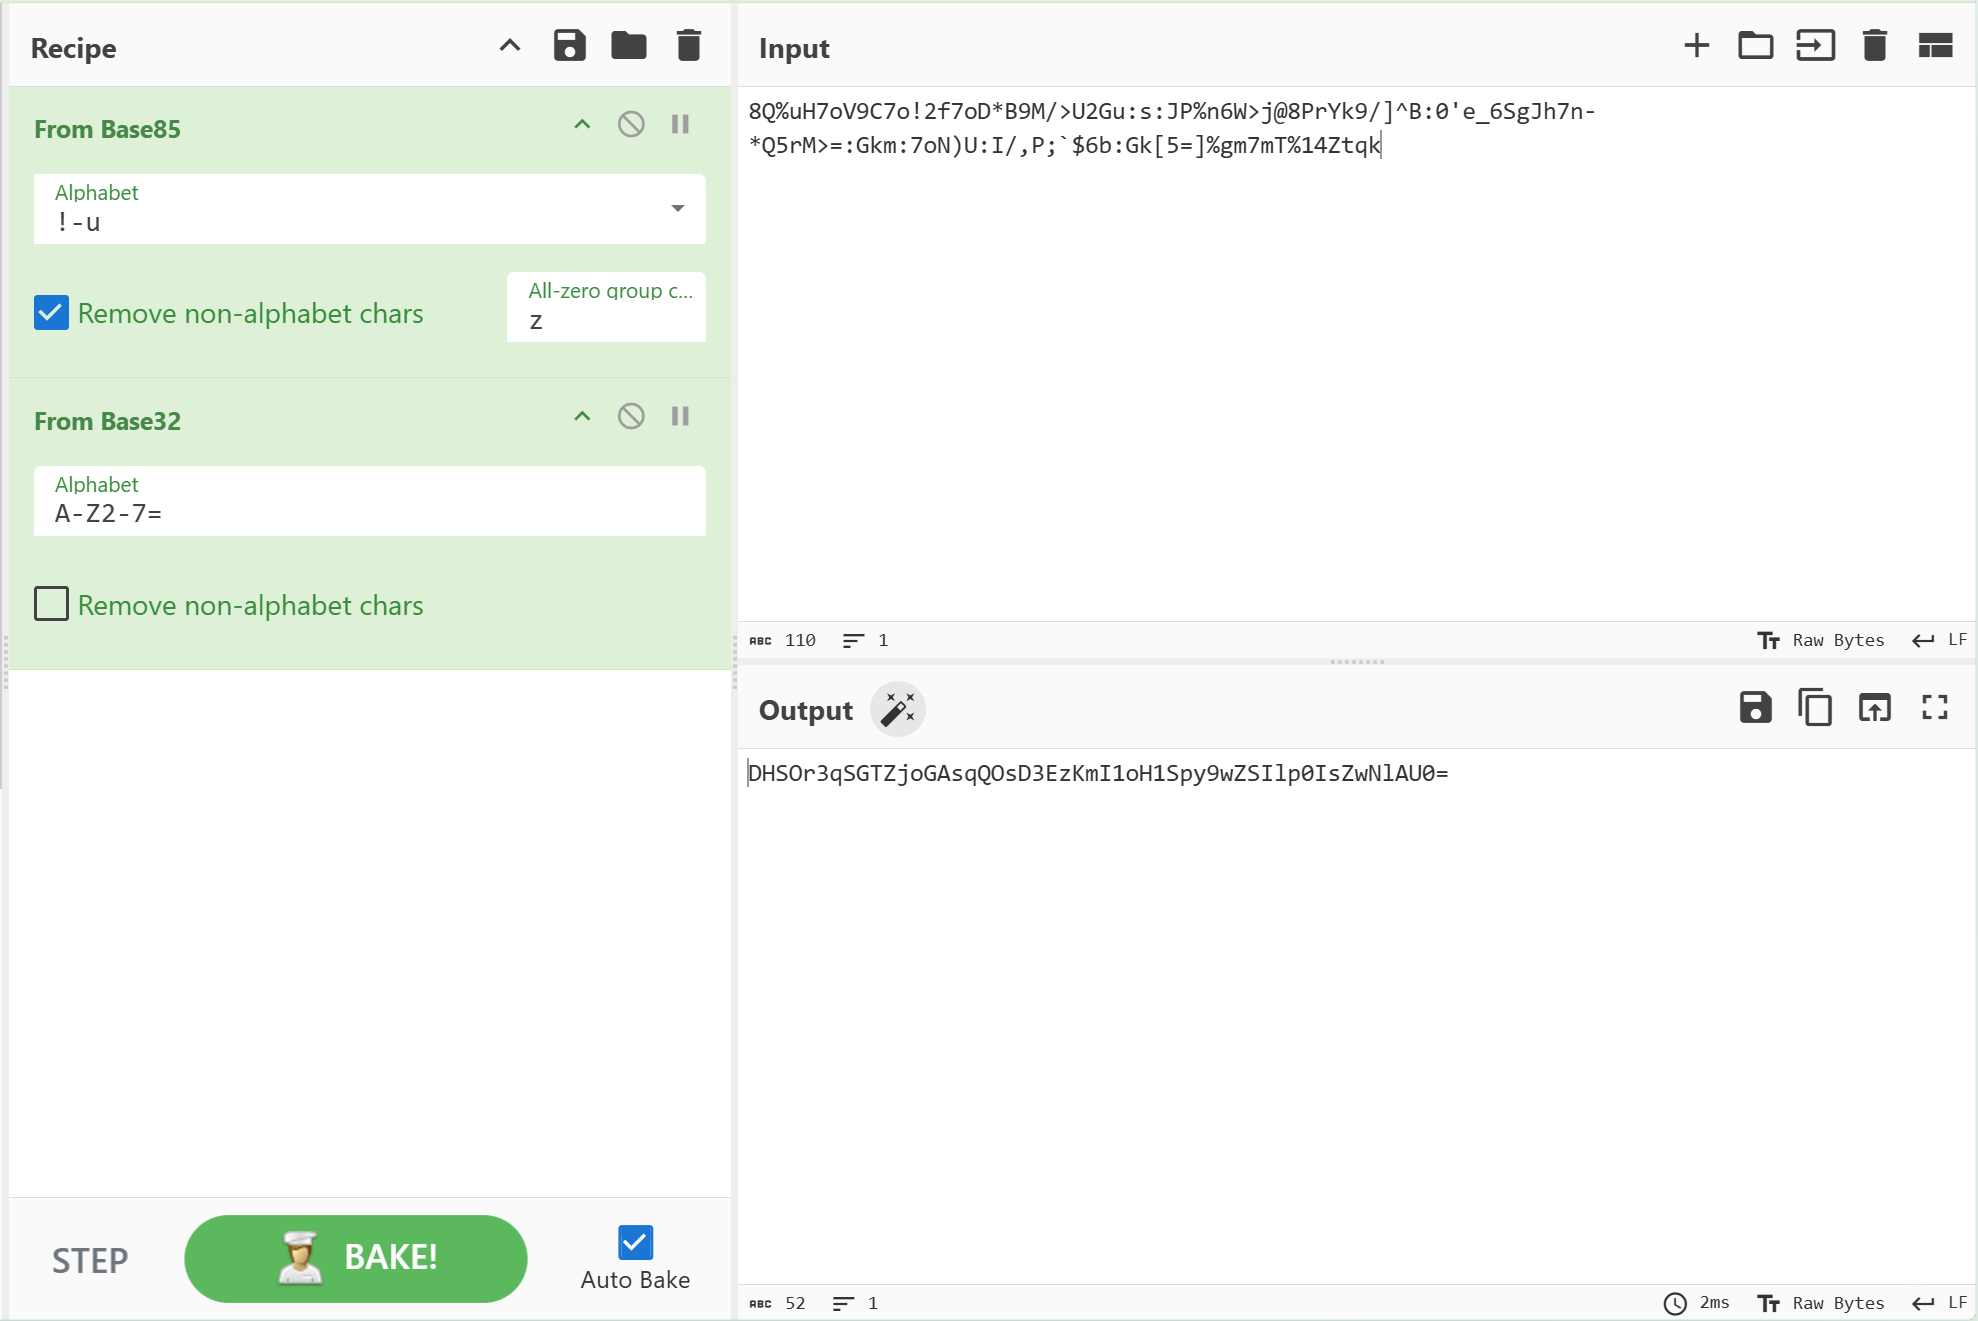 Recipe
From Base85
Alphabet
!-u
Remove non-alphabet chars
All-zero group c...
z
From Base32
Alphabet
A-Z2-7=
Remove non-alphabet chars
STEP
BAKE!
Auto Bake
Input
8Q%uH7oV9C7o!2f7oD*B9M/>U2Gu:s:JP%n6W>j@8PrYk9/]^B:0'e_6SgJh7n-
*Q5rM>=:Gkm:7oN)U:I/,P;`$6b:Gk[5=]%gm7mT%14Ztqk
ABC 110 1
Raw Bytes LF
Output
DHSOr3qSGTZjoGAsqQOsD3EzKmI1oH1Spy9wZSIlp0IsZwNlAU0=
ABC 52 1
2ms Raw Bytes LF